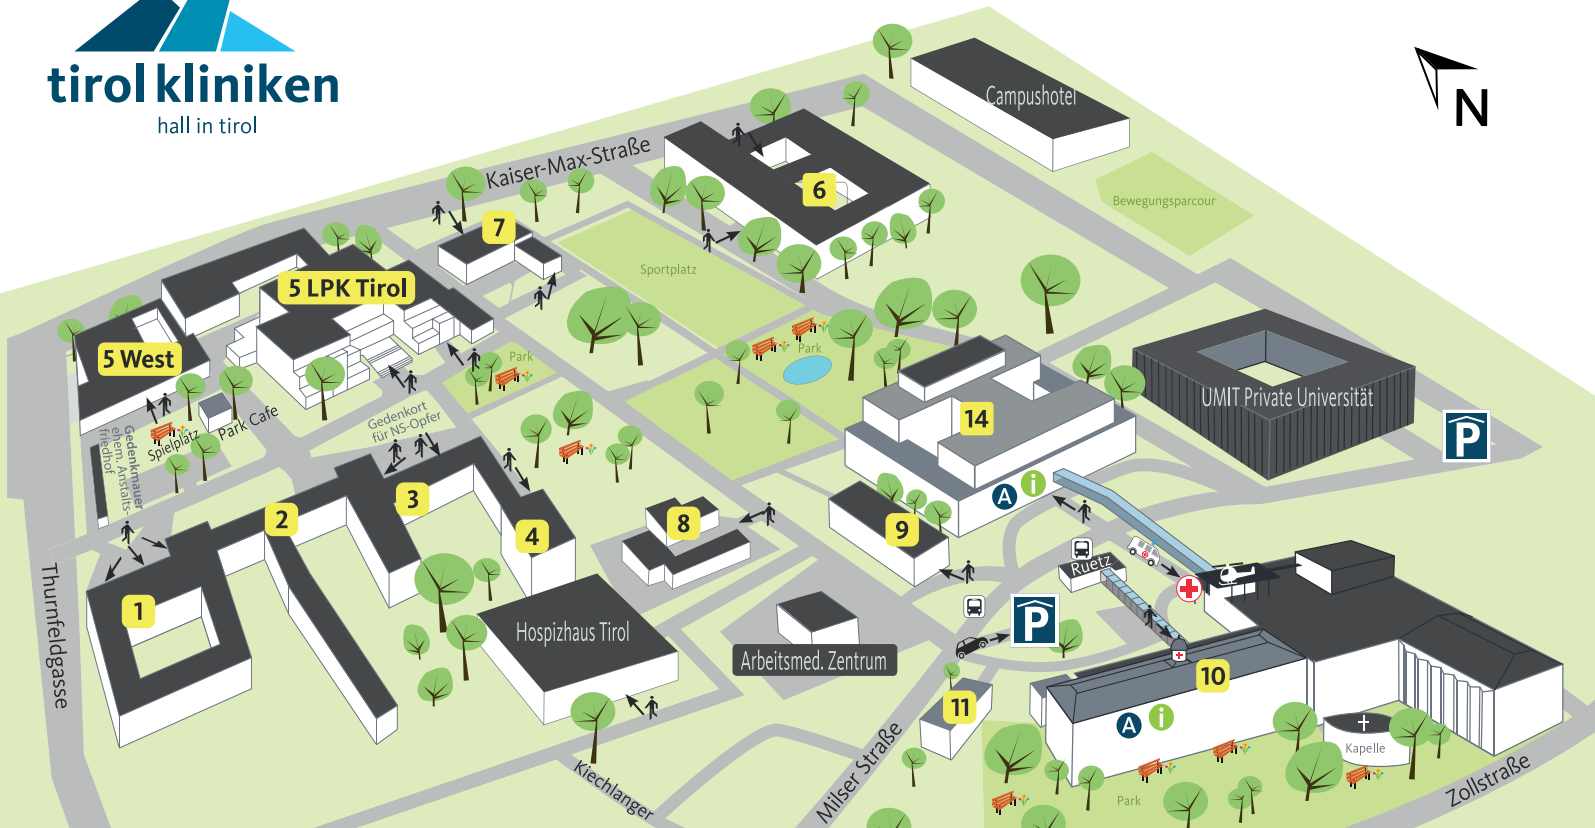 tirol kliniken
hall in tirol
N
Campushotel
Kaiser-Max-Straße
Bewegungsparcour
6
7
Sportplatz
5 LPK Tirol
5 West
Park
Park
UMIT Private Universität
P
14
A
i
Park Cafe
Spielplatz
Gedenkort
für NS-Opfer
Gedenkmauer
ehem. Anstalts-
friedhof
3
2
4
8
9
Ruetz
1
Thurnfeldgasse
Hospizhaus Tirol
P
Arbeitsmed. Zentrum
10
11
A
i
Kapelle
Kiechlanger
Milser Straße
Park
Zollstraße